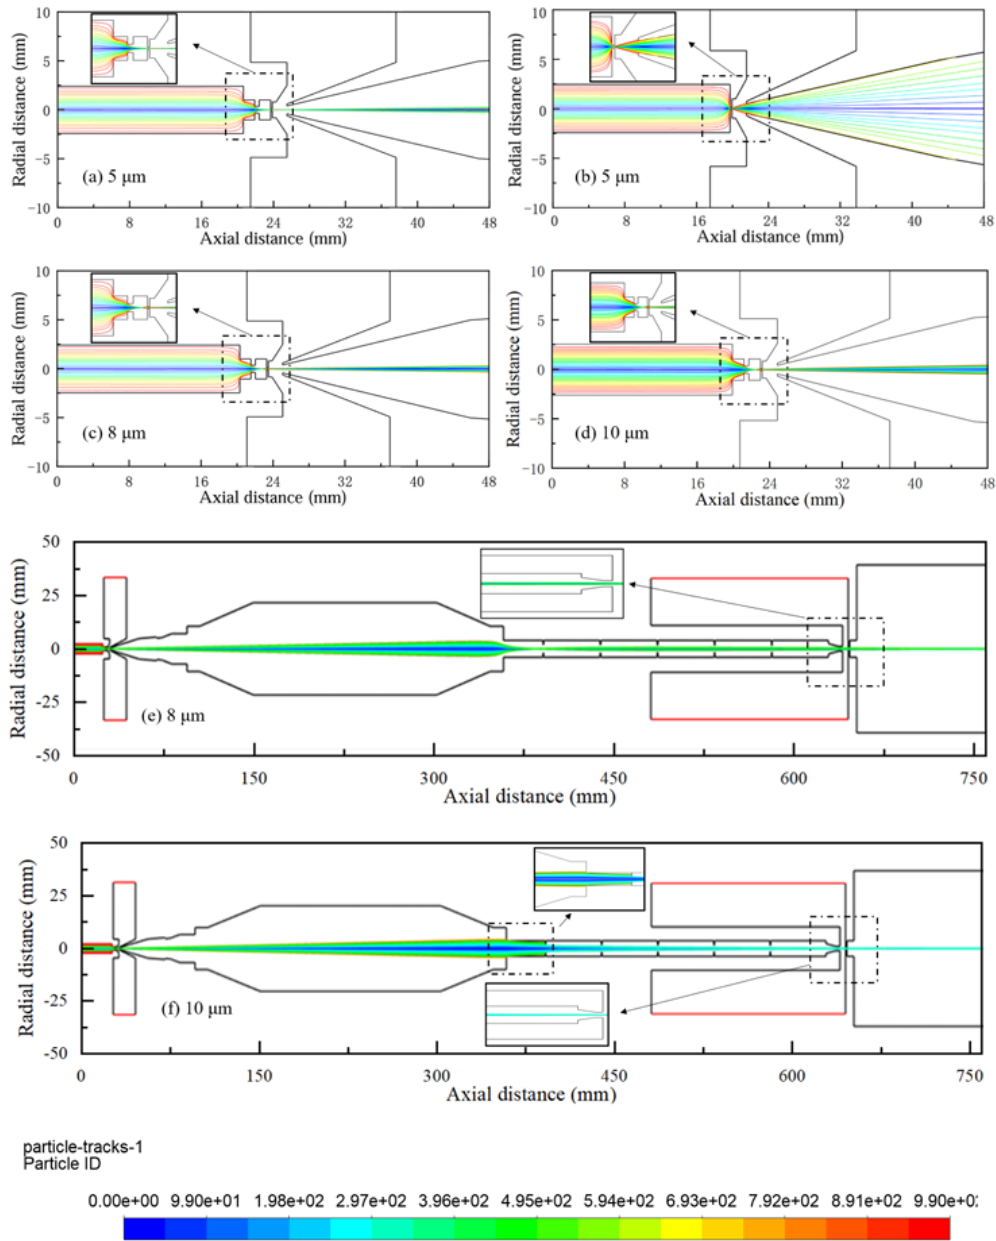 Radial distance (mm)
10
5
0
−5
−10
(a) 5 μm
0 8 16 24 32 40 48
Axial distance (mm)
Radial distance (mm)
10
5
0
−5
−10
(b) 5 μm
0 8 16 24 32 40 48
Axial distance (mm)
Radial distance (mm)
10
5
0
−5
−10
(c) 8 μm
0 8 16 24 32 40 48
Axial distance (mm)
Radial distance (mm)
10
5
0
−5
−10
(d) 10 μm
0 8 16 24 32 40 48
Axial distance (mm)
Radial distance (mm)
50
25
0
-25
-50
(e) 8 μm
0 150 300 450 600 750
Axial distance (mm)
Radial distance (mm)
50
25
0
-25
-50
(f) 10 μm
0 150 300 450 600 750
Axial distance (mm)
particle-tracks-1
Particle ID
0.00e+00 9.90e+01 1.98e+02 2.97e+02 3.96e+02 4.95e+02 5.94e+02 6.93e+02 7.92e+02 8.91e+02 9.90e+0